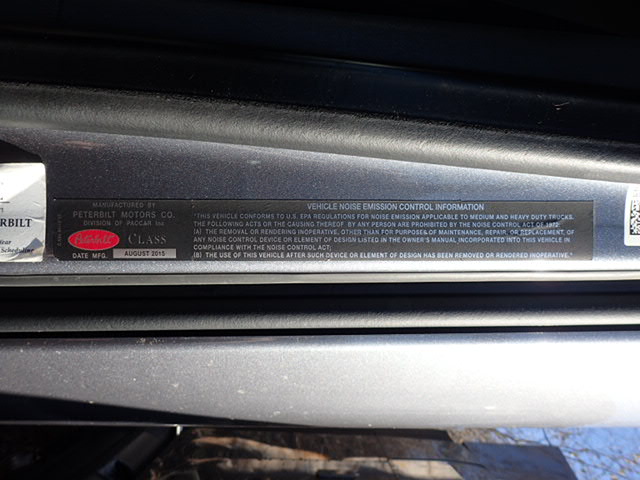 MANUFACTURED BY
PETERBILT MOTORS CO.
DIVISION OF PACCAR Inc
Peterbilt CLASS
DATE MFG. AUGUST 2015
VEHICLE NOISE EMISSION CONTROL INFORMATION
"THIS VEHICLE CONFORMS TO U.S. EPA REGULATIONS FOR NOISE EMISSION APPLICABLE TO MEDIUM AND HEAVY DUTY TRUCKS.
THE FOLLOWING ACTS OR THE CAUSING THEREOF BY ANY PERSON ARE PROHIBITED BY THE NOISE CONTROL ACT OF 1972:
(A) THE REMOVAL OR RENDERING INOPERATIVE, OTHER THAN FOR PURPOSES OF MAINTENANCE, REPAIR, OR REPLACEMENT, OF
ANY NOISE CONTROL DEVICE OR ELEMENT OF DESIGN LISTED IN THE OWNER'S MANUAL INCORPORATED INTO THIS VEHICLE IN
COMPLIANCE WITH THE NOISE CONTROL ACT;
(B) THE USE OF THIS VEHICLE AFTER SUCH DEVICE OR ELEMENT OF DESIGN HAS BEEN REMOVED OR RENDERED INOPERATIVE."
ERBILT
Scheduler